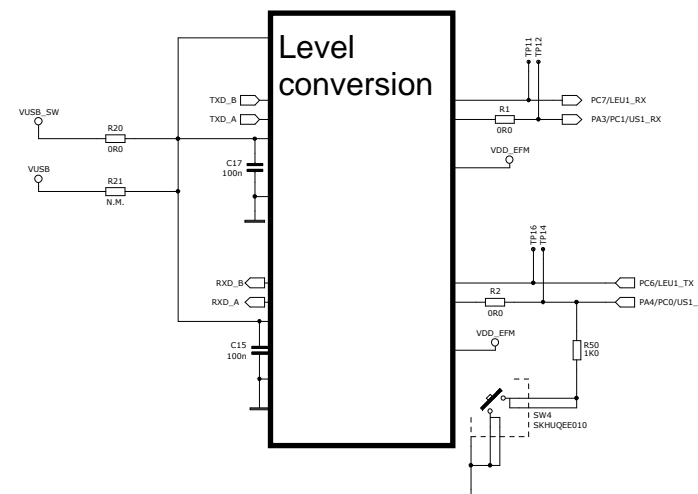 Level
conversion
TP11
TP12
TXD_B
TXD_A
PC7/LEU1_RX
R1
0R0
PA3/PC1/US1_RX
VUSB_SW
R20
0R0
VDD_EFM
C17
100n
VUSB
R21
N.M.
TP16
TP14
RXD_B
RXD_A
PC6/LEU1_TX
R2
0R0
PA4/PC0/US1_
VDD_EFM
C15
100n
R50
1K0
SW4
SKHUQEE010